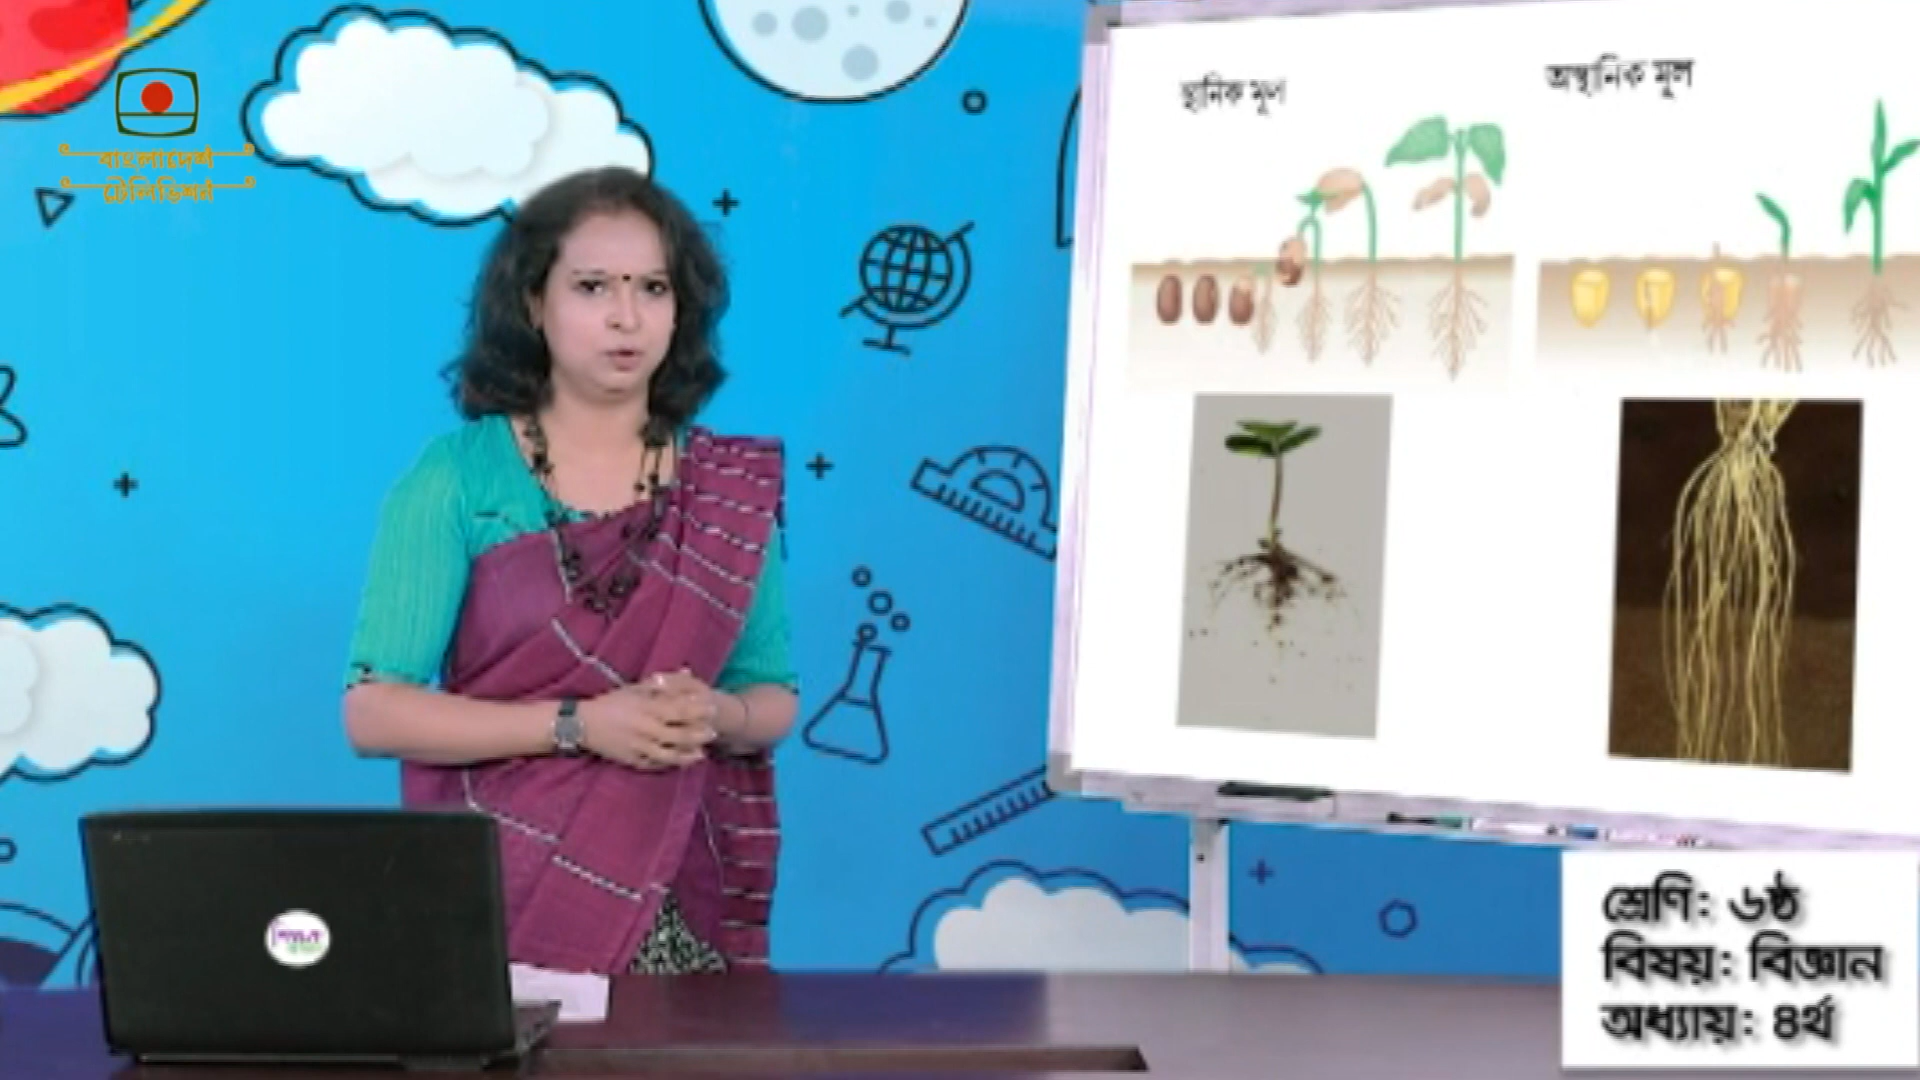 বাংলাদেশ
টেলিভিশন
স্থানিক মূল
অস্থানিক মূল
শ্রেণি: ৬ষ্ঠ
বিষয়: বিজ্ঞান
অধ্যায়: ৪র্থ